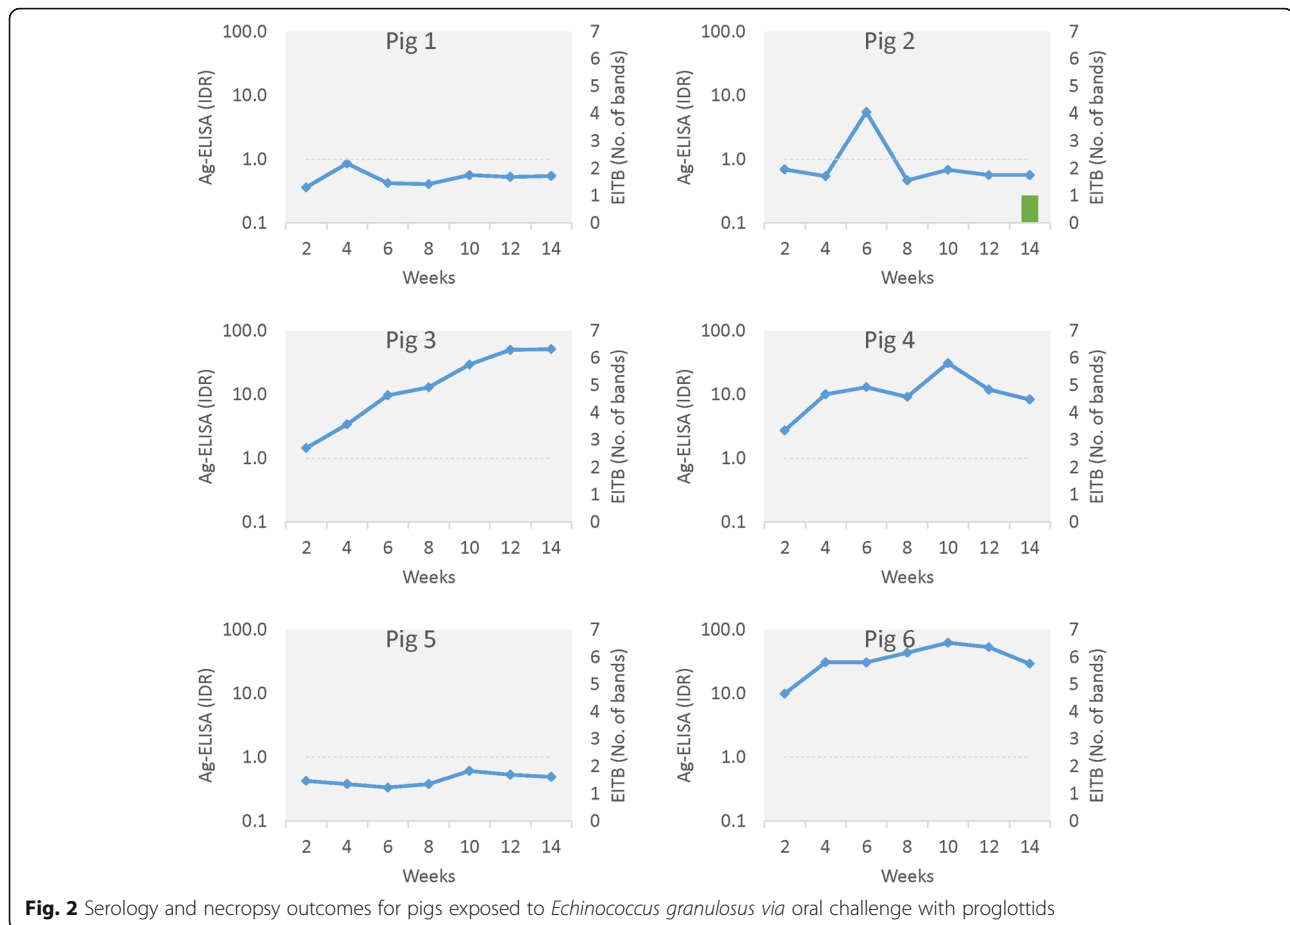 Pig 1
100.0
10.0
1.0
0.1
Ag-ELISA (IDR)
7
6
5
4
3
2
1
0
EITB (No. of bands)
2 4 6 8 10 12 14
Weeks
Pig 2
100.0
10.0
1.0
0.1
Ag-ELISA (IDR)
7
6
5
4
3
2
1
0
EITB (No. of bands)
2 4 6 8 10 12 14
Weeks
Pig 3
100.0
10.0
1.0
0.1
Ag-ELISA (IDR)
7
6
5
4
3
2
1
0
EITB (No. of bands)
2 4 6 8 10 12 14
Weeks
Pig 4
100.0
10.0
1.0
0.1
Ag-ELISA (IDR)
7
6
5
4
3
2
1
0
EITB (No. of bands)
2 4 6 8 10 12 14
Weeks
Pig 5
100.0
10.0
1.0
0.1
Ag-ELISA (IDR)
7
6
5
4
3
2
1
0
EITB (No. of bands)
2 4 6 8 10 12 14
Weeks
Pig 6
100.0
10.0
1.0
0.1
Ag-ELISA (IDR)
7
6
5
4
3
2
1
0
EITB (No. of bands)
2 4 6 8 10 12 14
Weeks
Fig. 2 Serology and necropsy outcomes for pigs exposed to Echinococcus granulosus via oral challenge with proglottids